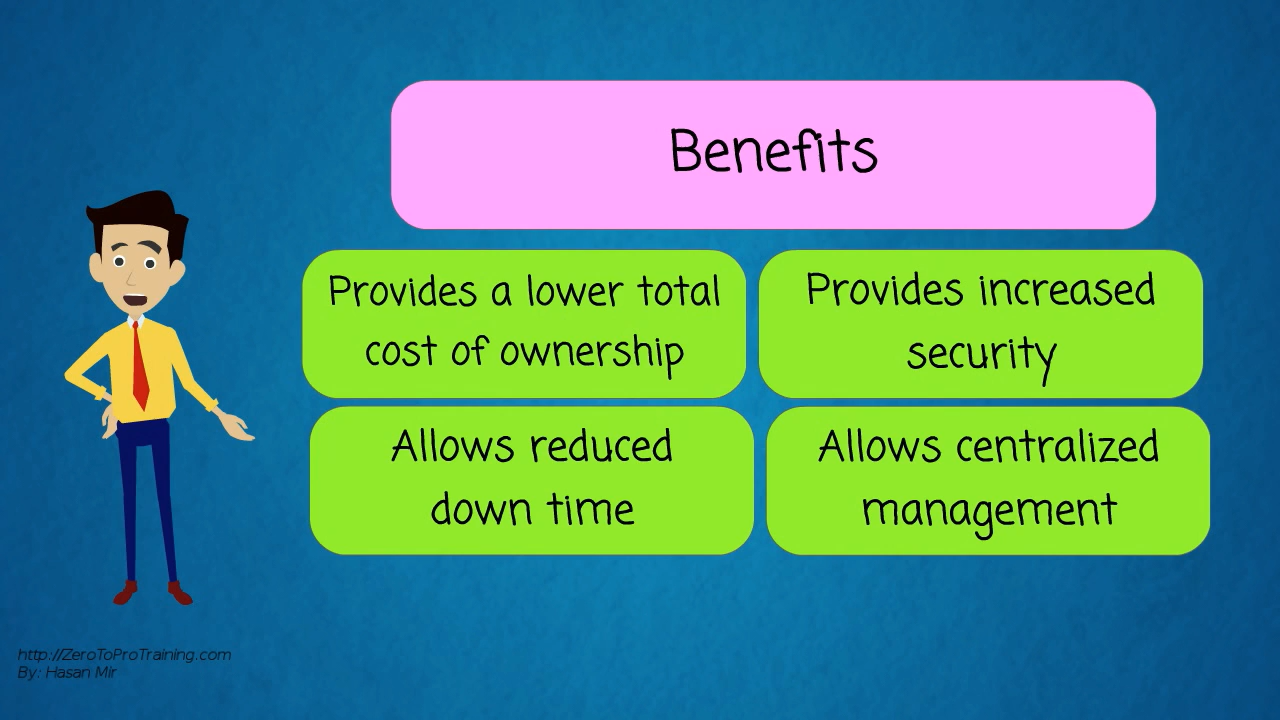 Benefits
Provides a lower total
cost of ownership
Provides increased
security
Allows reduced
down time
Allows centralized
management
http://ZeroToProTraining.com
By: Hasan Mir